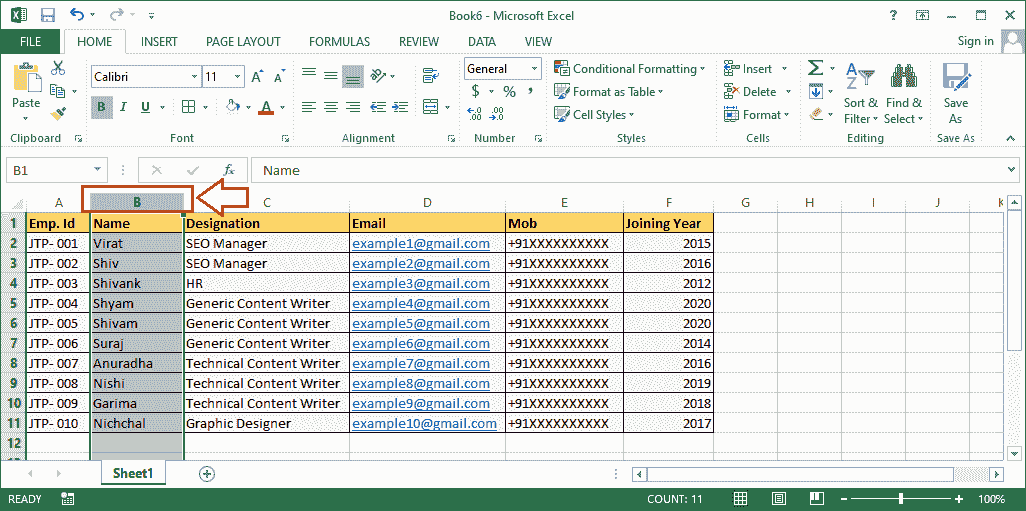 Book6 - Microsoft Excel
?
FILE HOME INSERT PAGE LAYOUT FORMULAS REVIEW DATA VIEW Sign in
Paste
Calibri 11
B I U A
General
$ % ,
Conditional Formatting
Format as Table
Cell Styles
Insert
Delete
Format
Sort & Filter
Find & Select
Save As
Clipboard Font Alignment Number Styles Cells Editing Save As
B1 fx Name
A B C D E F G H I J K
1 Emp. Id Name Designation Email Mob Joining Year
2 JTP- 001 Virat SEO Manager example1@gmail.com +91XXXXXXXXXX 2015
3 JTP- 002 Shiv SEO Manager example2@gmail.com +91XXXXXXXXXX 2016
4 JTP- 003 Shivank HR example3@gmail.com +91XXXXXXXXXX 2012
5 JTP- 004 Shyam Generic Content Writer example4@gmail.com +91XXXXXXXXXX 2020
6 JTP- 005 Shivam Generic Content Writer example5@gmail.com +91XXXXXXXXXX 2020
7 JTP- 006 Suraj Generic Content Writer example6@gmail.com +91XXXXXXXXXX 2014
8 JTP- 007 Anuradha Technical Content Writer example7@gmail.com +91XXXXXXXXXX 2016
9 JTP- 008 Nishi Technical Content Writer example8@gmail.com +91XXXXXXXXXX 2019
10 JTP- 009 Garima Technical Content Writer example9@gmail.com +91XXXXXXXXXX 2018
11 JTP- 010 Nichchal Graphic Designer example10@gmail.com +91XXXXXXXXXX 2017
12
Sheet1
READY COUNT: 11 100%